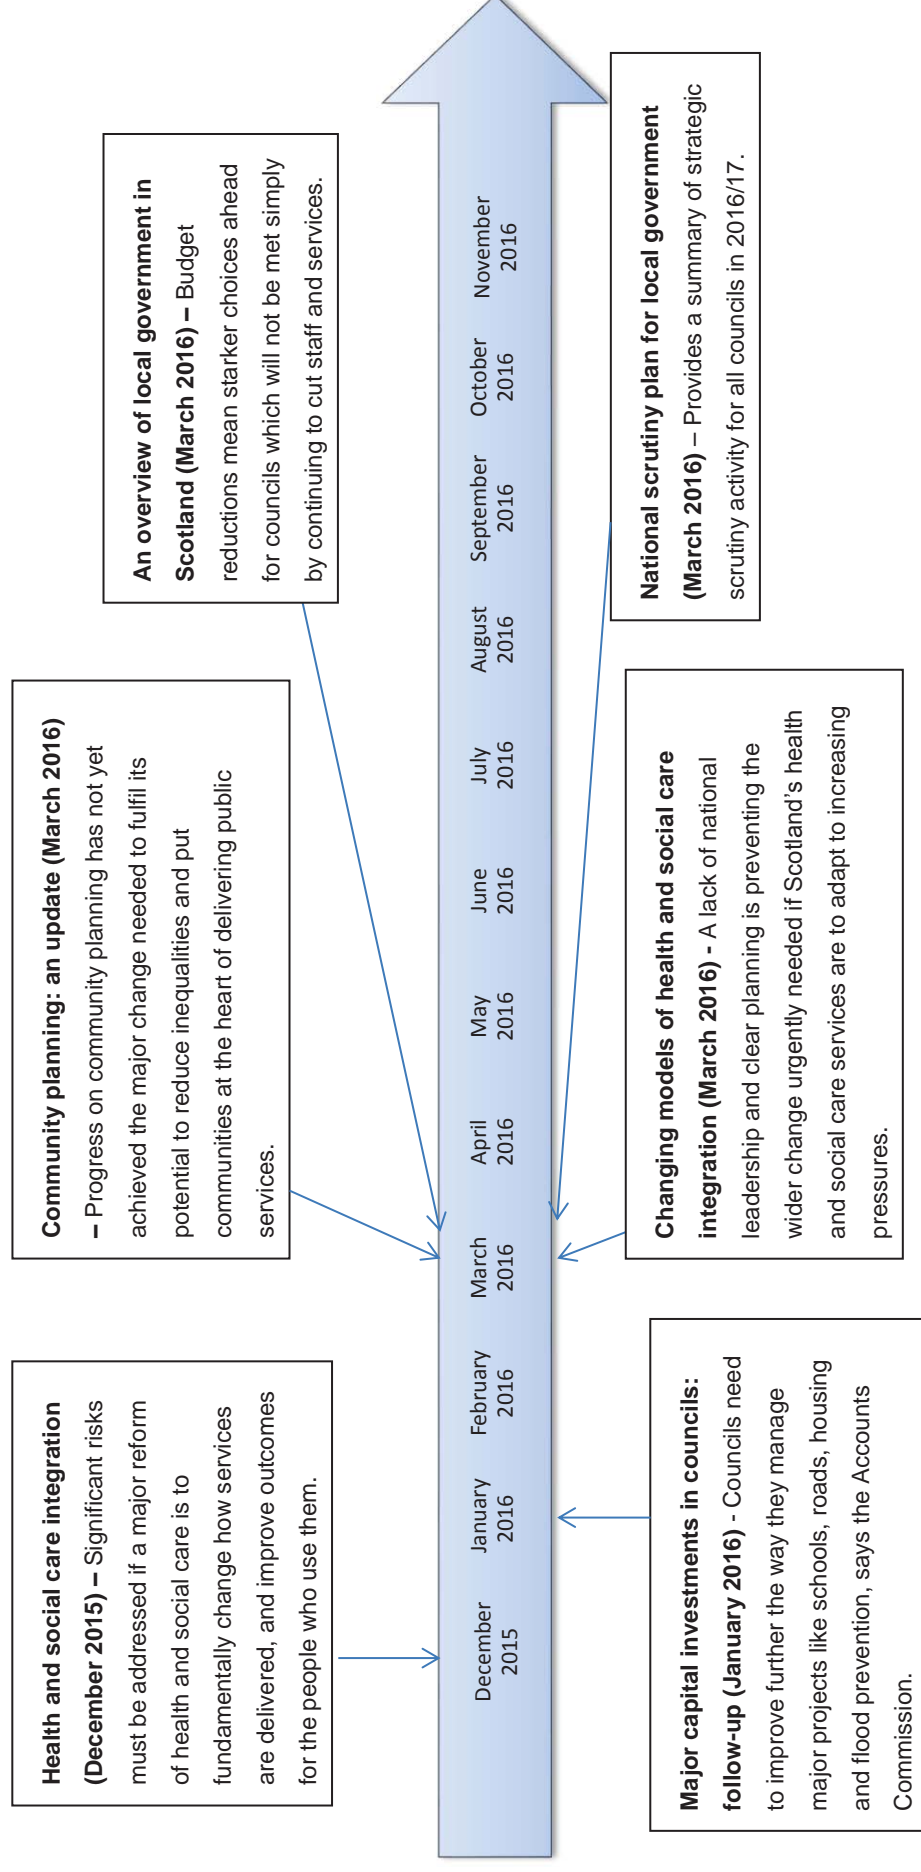 Health and social care integration
(December 2015) – Significant risks
must be addressed if a major reform
of health and social care is to
fundamentally change how services
are delivered, and improve outcomes
for the people who use them.
Community planning: an update (March 2016)
– Progress on community planning has not yet
achieved the major change needed to fulfil its
potential to reduce inequalities and put
communities at the heart of delivering public
services.
An overview of local government in
Scotland (March 2016) – Budget
reductions mean starker choices ahead
for councils which will not be met simply
by continuing to cut staff and services.
December
2015
January
2016
February
2016
March
2016
April
2016
May
2016
June
2016
July
2016
August
2016
September
2016
October
2016
November
2016
Major capital investments in councils:
follow-up (January 2016) - Councils need
to improve further the way they manage
major projects like schools, roads, housing
and flood prevention, says the Accounts
Commission.
Changing models of health and social care
integration (March 2016) - A lack of national
leadership and clear planning is preventing the
wider change urgently needed if Scotland's health
and social care services are to adapt to increasing
pressures.
National scrutiny plan for local government
(March 2016) – Provides a summary of strategic
scrutiny activity for all councils in 2016/17.